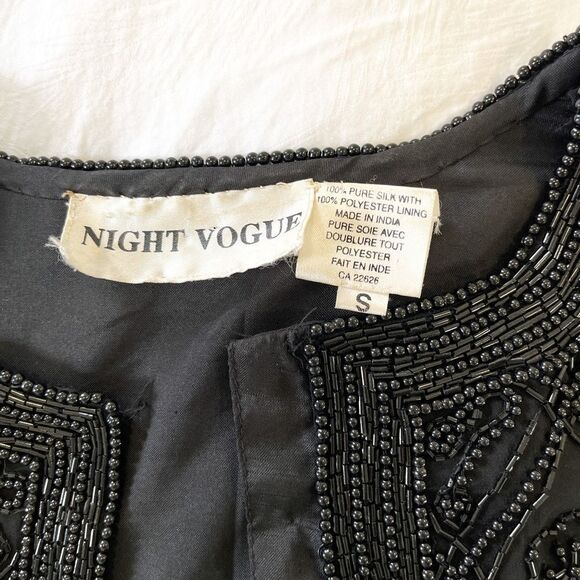 NIGHT VOGUE
100% PURE SILK WITH
100% POLYESTER LINING
MADE IN INDIA
PURE SOIE AVEC
DOUBLURE TOUT
POLYESTER
FAIT EN INDE
CA 22626
S